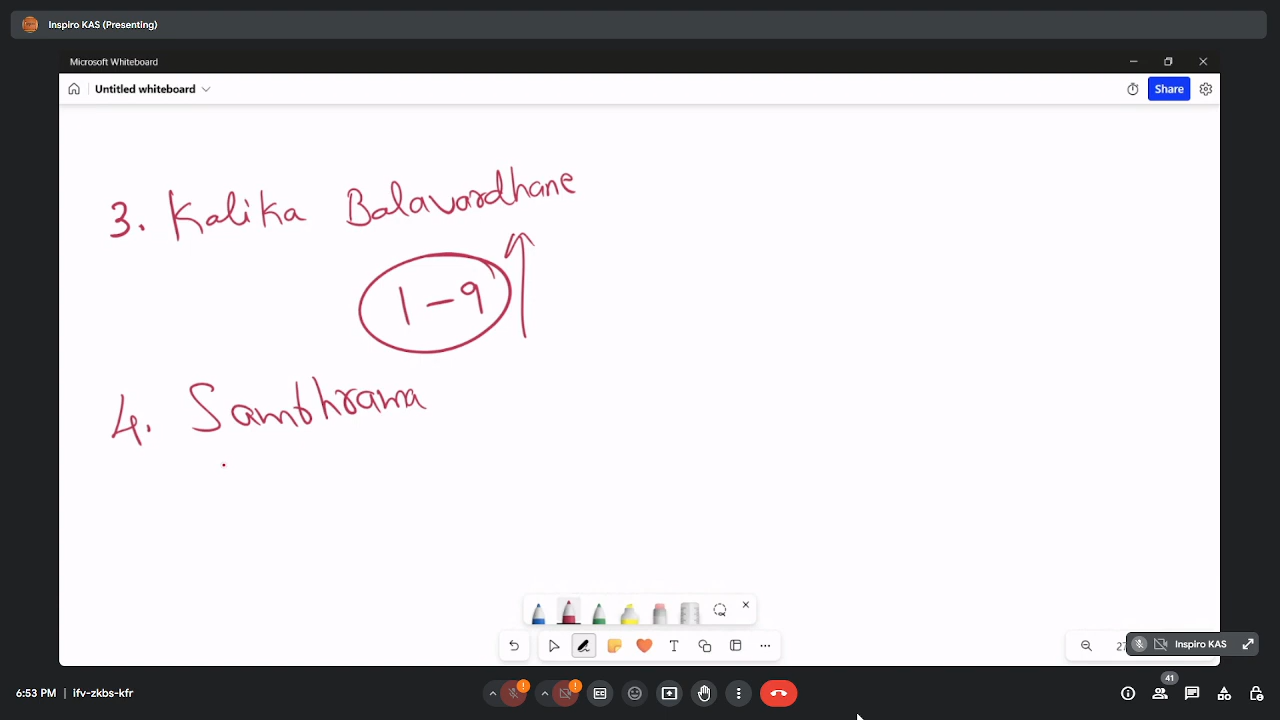 Inspiro KAS (Presenting)
Microsoft Whiteboard
Untitled whiteboard
Share
3. Kalika Balavardhane
1-9
4. Sambhrama
Inspiro KAS
6:53 PM | ifv-zkbs-kfr
41